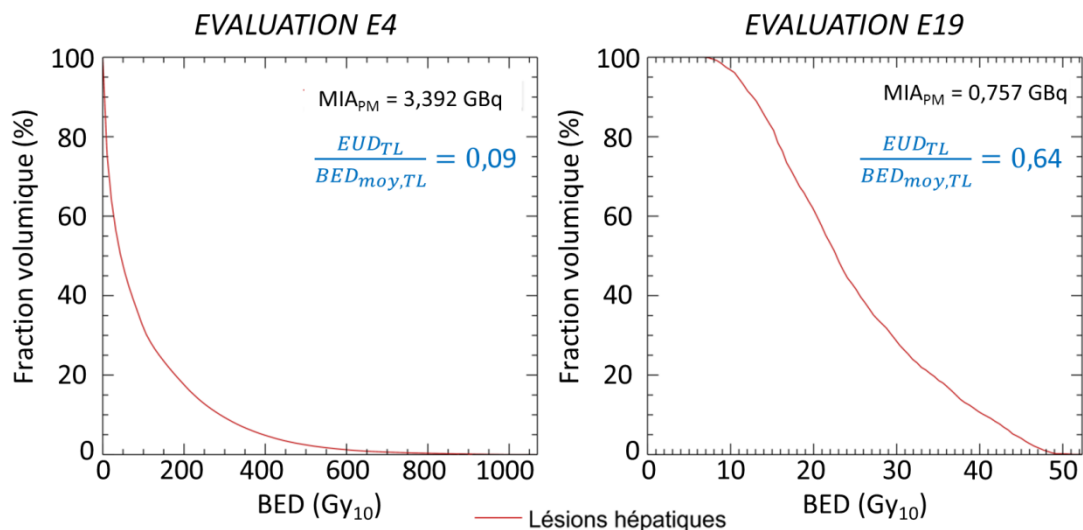 EVALUATION E4
EVALUATION E19
Fraction volumique (%)
100
80
60
40
20
0
MIA_PM = 3,392 GBq
EUD_TL / BED_moy,TL = 0,09
0 200 400 600 800 1000
BED (Gy_10)
Fraction volumique (%)
100
80
60
40
20
0
MIA_PM = 0,757 GBq
EUD_TL / BED_moy,TL = 0,64
0 10 20 30 40 50
BED (Gy_10)
Lésions hépatiques